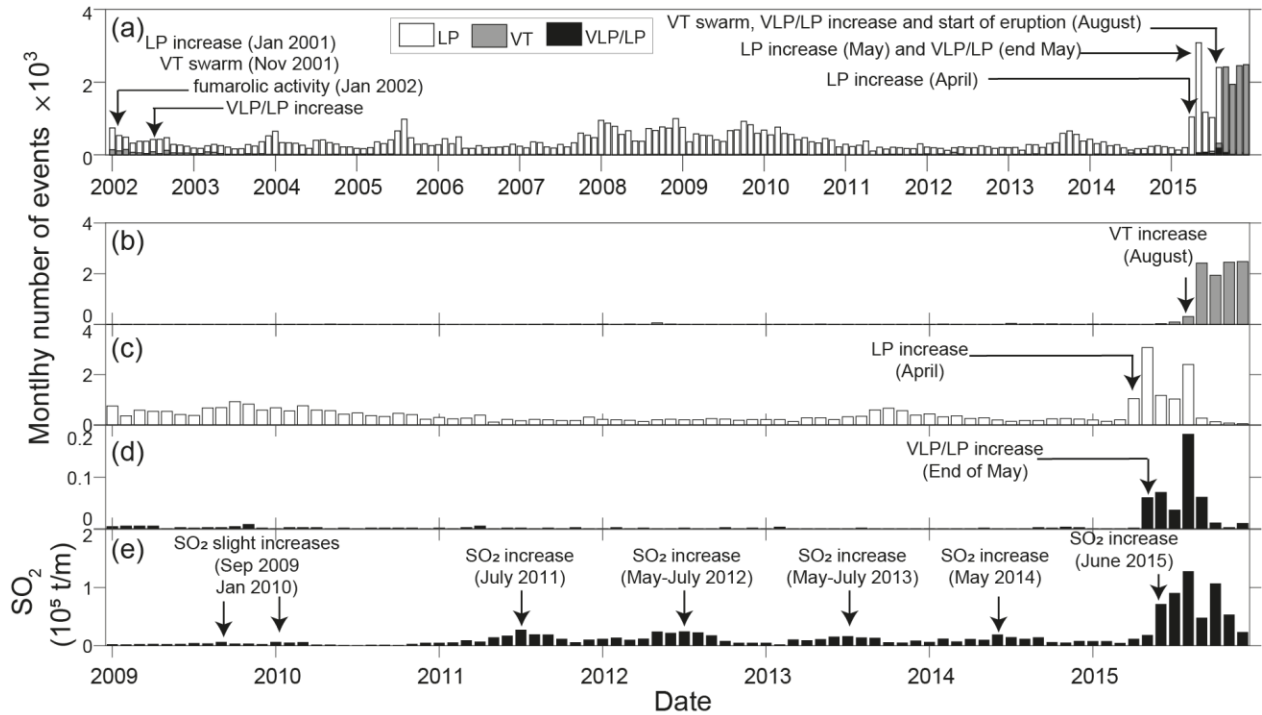 Montlhy number of events ×10³
4
2
0
(a)
LP increase (Jan 2001)
VT swarm (Nov 2001)
fumarolic activity (Jan 2002)
VLP/LP increase
LP VT VLP/LP
VT swarm, VLP/LP increase and start of eruption (August)
LP increase (May) and VLP/LP (end May)
LP increase (April)
2002 2003 2004 2005 2006 2007 2008 2009 2010 2011 2012 2013 2014 2015
4
2
0
(b)
VT increase
(August)
4
2
(c)
LP increase
(April)
0.2
0.1
0
(d)
VLP/LP increase
(End of May)
SO₂
(10⁵ t/m)
2
1
0
(e)
SO₂ slight increases
(Sep 2009
Jan 2010)
SO₂ increase
(July 2011)
SO₂ increase
(May-July 2012)
SO₂ increase
(May-July 2013)
SO₂ increase
(May 2014)
SO₂ increase
(June 2015)
2009 2010 2011 2012 2013 2014 2015
Date